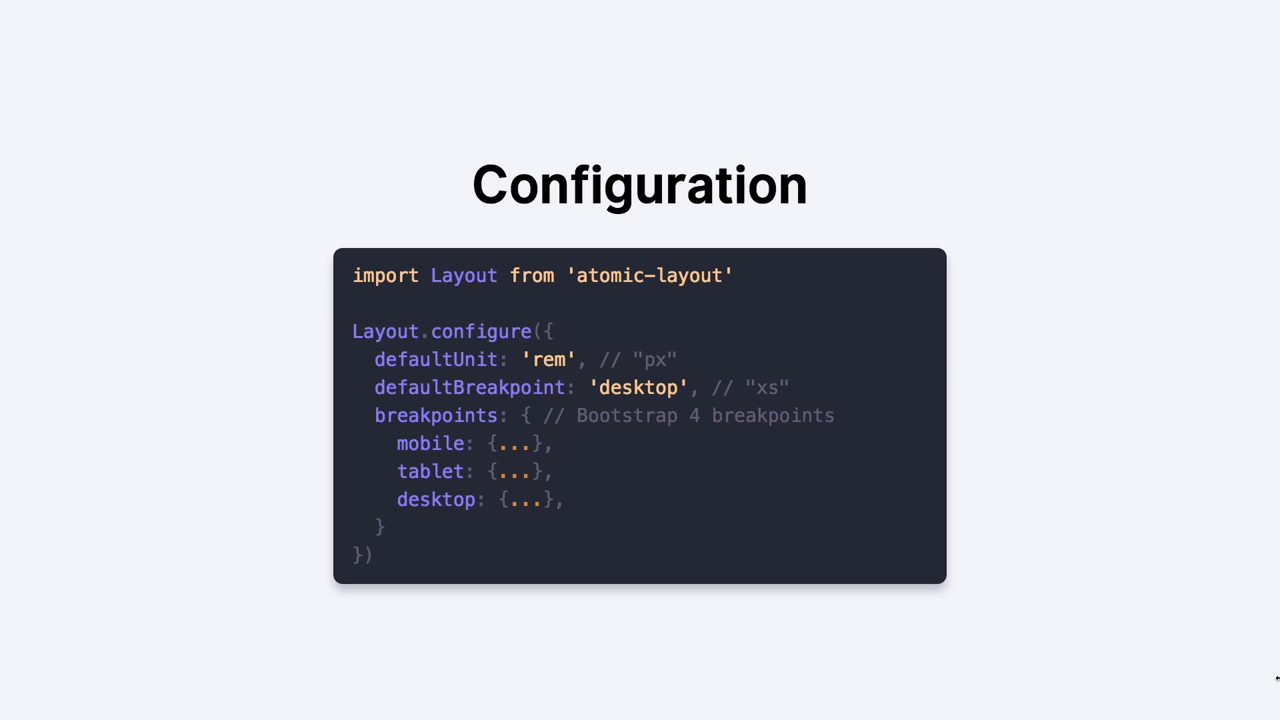 Configuration
import Layout from 'atomic-layout'
Layout.configure({
defaultUnit: 'rem', // "px"
defaultBreakpoint: 'desktop', // "xs"
breakpoints: { // Bootstrap 4 breakpoints
mobile: {...},
tablet: {...},
desktop: {...},
}
})